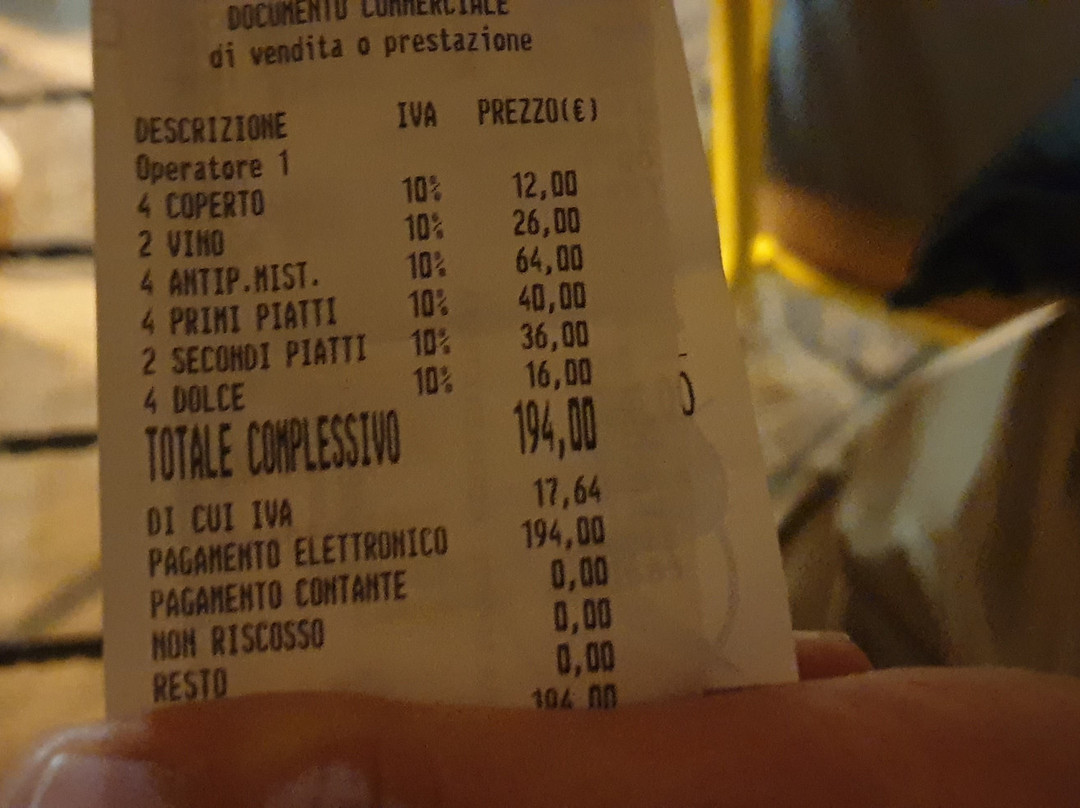 DOCUMENTO COMMERCIALE
di vendita o prestazione
DESCRIZIONE IVA PREZZO(€)
Operatore 1
4 COPERTO 10% 12,00
2 VINO 10% 26,00
4 ANTIP.MIST. 10% 64,00
4 PRIMI PIATTI 10% 40,00
2 SECONDI PIATTI 10% 36,00
4 DOLCE 10% 16,00
TOTALE COMPLESSIVO 194,00
DI CUI IVA 17,64
PAGAMENTO ELETTRONICO 194,00
PAGAMENTO CONTANTE 0,00
NON RISCOSSO 0,00
RESTO 0,00
194,00